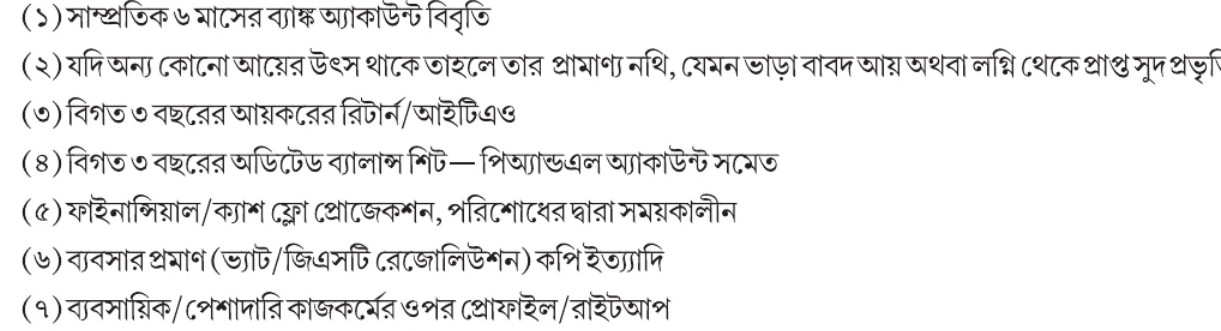 (১) সাম্প্রতিক ৬ মাসের ব্যাঙ্ক অ্যাকাউন্ট বিবৃতি
(২) যদি অন্য কোনো আয়ের উৎস থাকে তাহলে তার প্রামাণ্য নথি, যেমন ভাড়া বাবদ আয় অথবা লগ্নি থেকে প্রাপ্ত সুদ প্রভৃতি
(৩) বিগত ৩ বছরের আয়করের রিটার্ন/আইটিএও
(৪) বিগত ৩ বছরের অডিটেড ব্যালান্স শিট— পিঅ্যান্ডএল অ্যাকাউন্ট সমেত
(৫) ফাইনান্সিয়াল/ক্যাশ ফ্লো প্রোজেকশন, পরিশোধের দ্বারা সময়কালীন
(৬) ব্যবসার প্রমাণ (ভ্যাট/জিএসটি রেজোলিউশন) কপি ইত্যাদি
(৭) ব্যবসায়িক/পেশাদারি কাজকর্মের ওপর প্রোফাইল/রাইটআপ